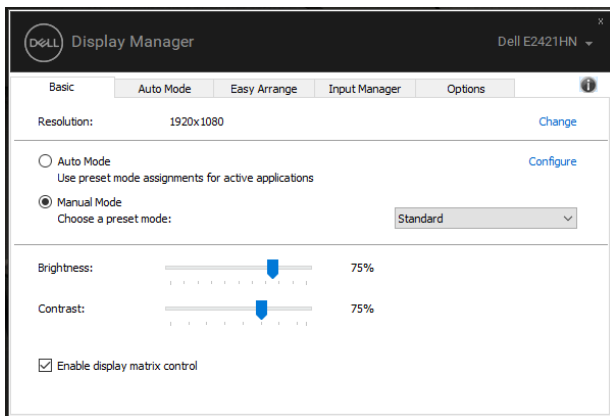 x
DELL Display Manager Dell E2421HN
Basic Auto Mode Easy Arrange Input Manager Options i
Resolution: 1920x1080 Change
Auto Mode Configure
Use preset mode assignments for active applications
Manual Mode
Choose a preset mode: Standard
Brightness: 75%
Contrast: 75%
Enable display matrix control